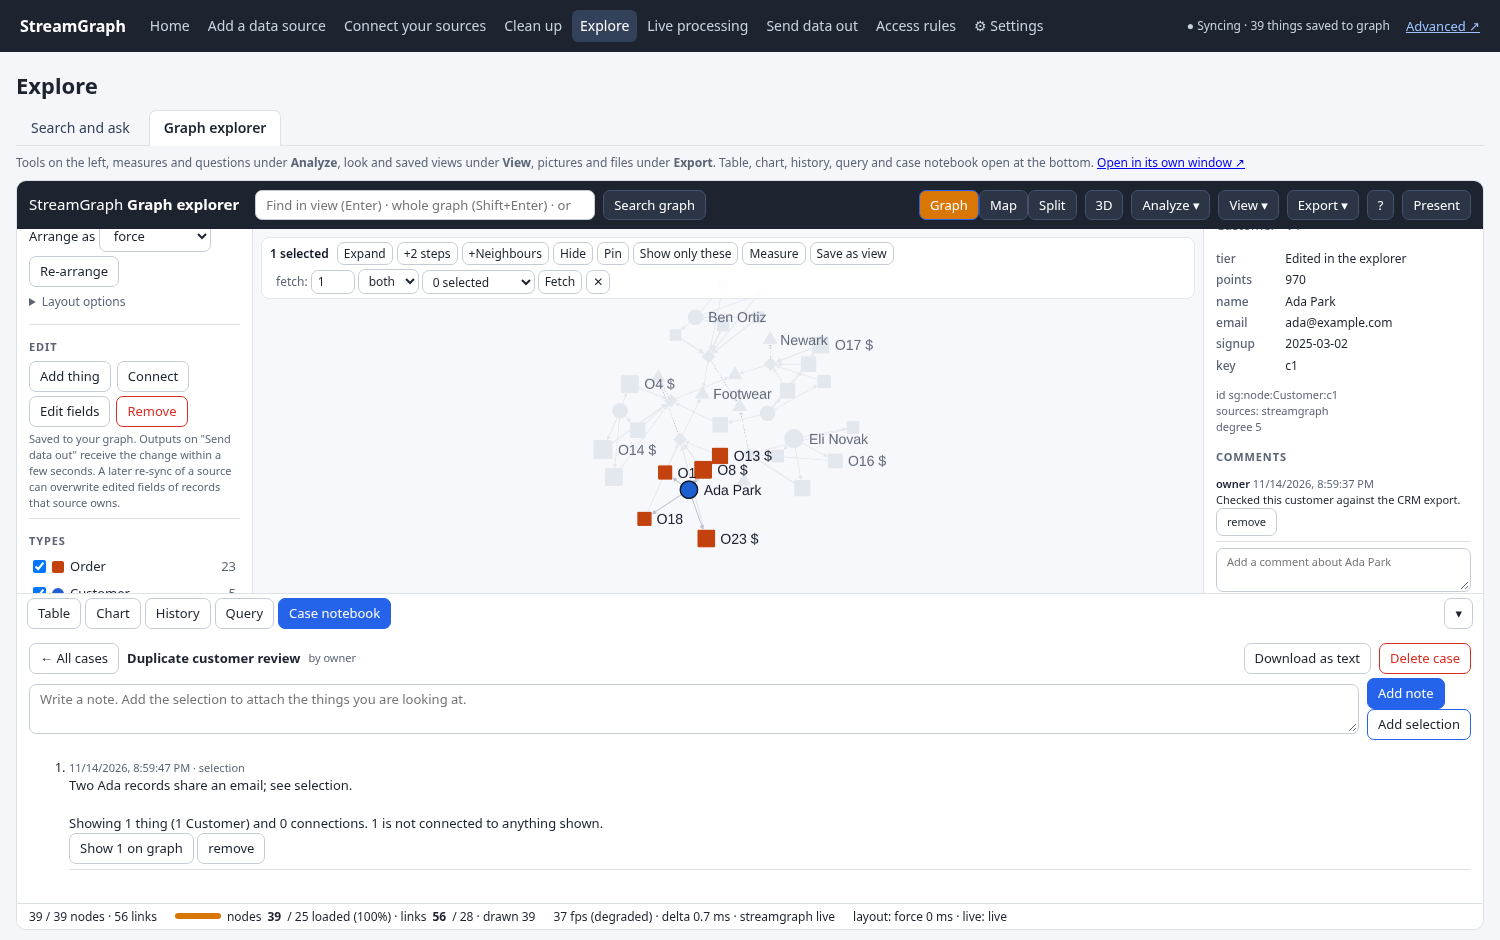 StreamGraph Home Add a data source Connect your sources Clean up Explore Live processing Send data out Access rules ⚙ Settings ● Syncing · 39 things saved to graph Advanced ↗
Explore
Search and ask Graph explorer
Tools on the left, measures and questions under Analyze, look and saved views under View, pictures and files under Export. Table, chart, history, query and case notebook open at the bottom. Open in its own window ↗
StreamGraph Graph explorer Find in view (Enter) · whole graph (Shift+Enter) · or Search graph Graph Map Split 3D Analyze ▾ View ▾ Export ▾ ? Present
Arrange as force
Re-arrange
▶ Layout options
EDIT
Add thing Connect
Edit fields Remove
Saved to your graph. Outputs on "Send
data out" receive the change within a
few seconds. A later re-sync of a source
can overwrite edited fields of records
that source owns.
TYPES
Order 23
Customer 5
1 selected Expand +2 steps +Neighbours Hide Pin Show only these Measure Save as view
fetch: 1 both 0 selected Fetch ✕
Ben Ortiz
Newark
O17 $
O4 $
Footwear
Eli Novak
O14 $
O13 $
O16 $
O1
O8 $
Ada Park
O18
O23 $
tier Edited in the explorer
points 970
name Ada Park
email ada@example.com
signup 2025-03-02
key c1
id sg:node:Customer:c1
sources: streamgraph
degree 5
COMMENTS
owner 11/14/2026, 8:59:37 PM
Checked this customer against the CRM export.
remove
Add a comment about Ada Park
Table Chart History Query Case notebook ▾
← All cases Duplicate customer review by owner Download as text Delete case
Write a note. Add the selection to attach the things you are looking at. Add note
Add selection
1. 11/14/2026, 8:59:47 PM · selection
Two Ada records share an email; see selection.
Showing 1 thing (1 Customer) and 0 connections. 1 is not connected to anything shown.
Show 1 on graph remove
39 / 39 nodes · 56 links nodes 39 / 25 loaded (100%) · links 56 / 28 · drawn 39 37 fps (degraded) · delta 0.7 ms · streamgraph live layout: force 0 ms · live: live